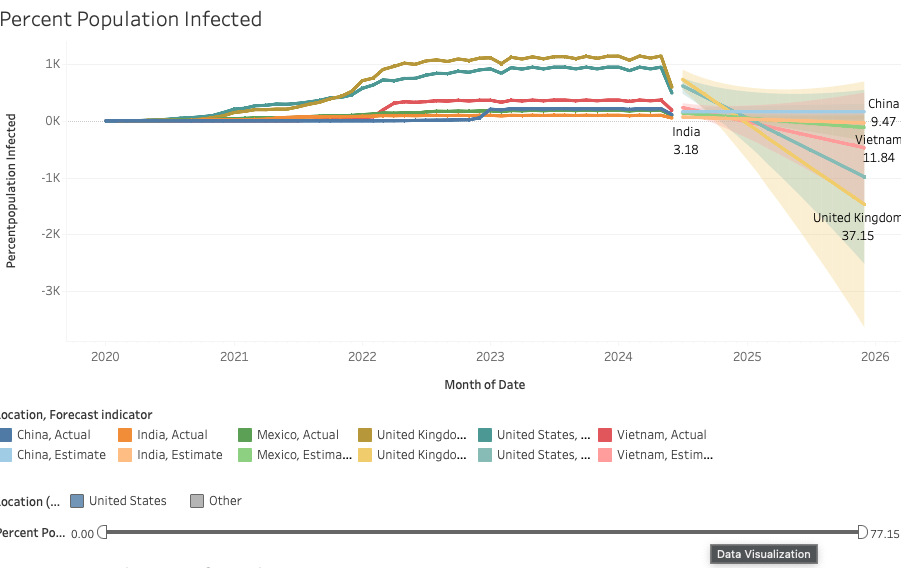 Percent Population Infected
Percentpopulation Infected
1K
0K
-1K
-2K
-3K
India
3.18
China
9.47
Vietnam
11.84
United Kingdom
37.15
2020 2021 2022 2023 2024 2025 2026
Month of Date
ocation, Forecast indicator
China, Actual India, Actual Mexico, Actual United Kingdo... United States, ... Vietnam, Actual
China, Estimate India, Estimate Mexico, Estima... United Kingdo... United States, ... Vietnam, Estim...
ocation (... United States Other
Percent Po... 0.00 77.15
Data Visualization